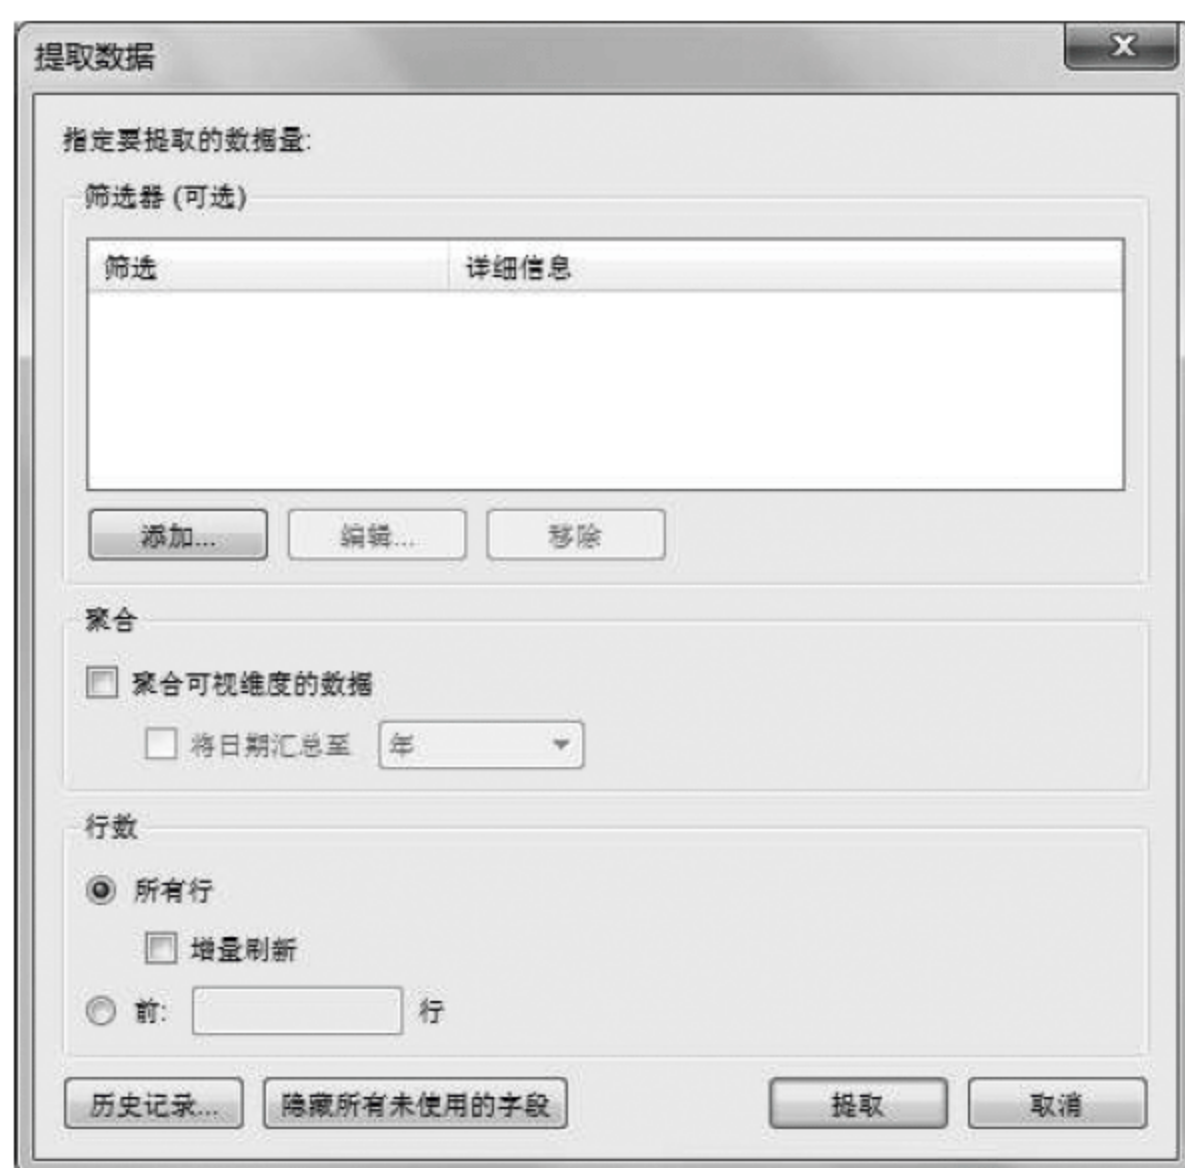 提取数据
指定要提取的数据量:
筛选器 (可选)
筛选 详细信息
添加... 编辑... 移除
聚合
聚合可视维度的数据
将日期汇总至 年
行数
所有行
增量刷新
前: 行
历史记录... 隐藏所有未使用的字段 提取 取消